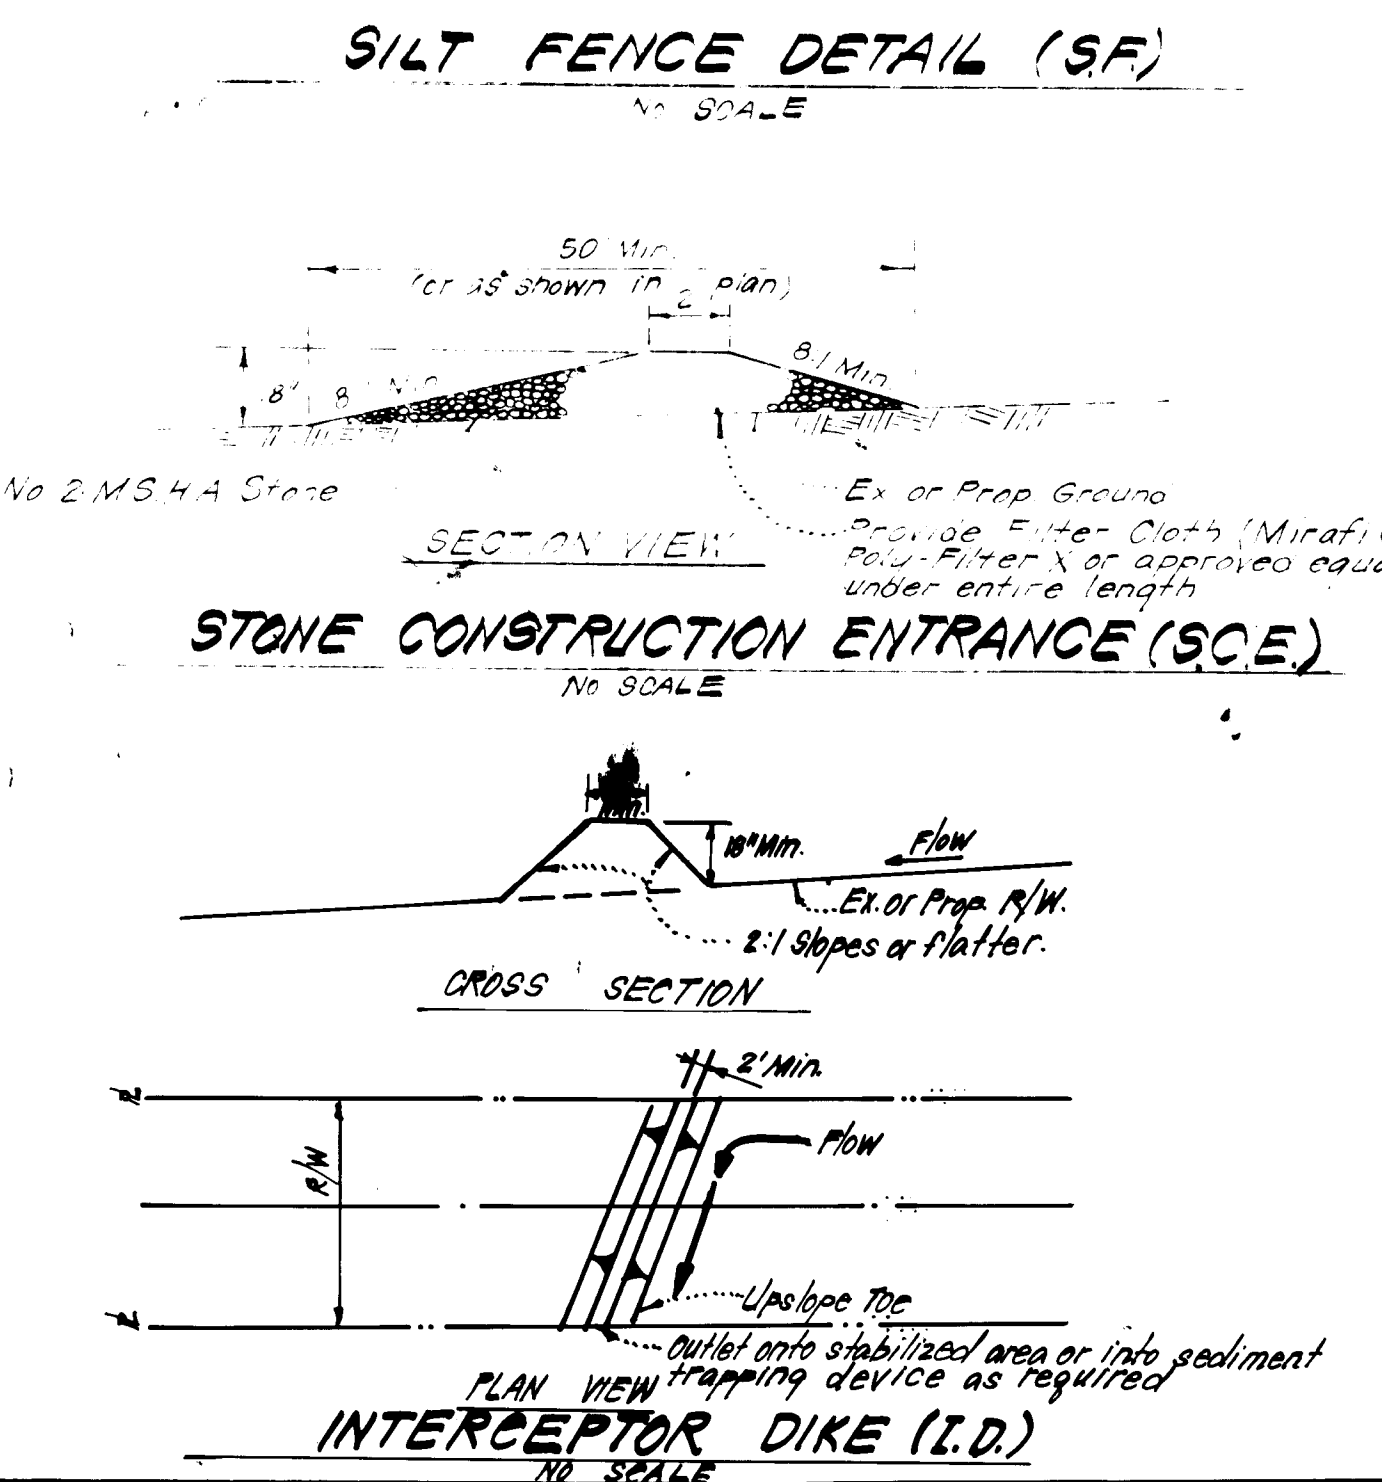 SILT FENCE DETAIL (S.F.)
No SCALE
50' Min.
(or as shown in plan)
2
8:1 Min.
8"
8 Min
No 2 M.S.H.A Stone
Ex or Prop. Ground
Provide Filter Cloth (Mirafi
Poly-Filter X or approved
under entire length
SECTION VIEW
STONE CONSTRUCTION ENTRANCE (S.C.E.)
No SCALE
Min.
18" Min.
Flow
Ex. or Prop. R/W.
2:1 Slopes or flatter.
CROSS SECTION
2' Min.
Flow
R/W
Upslope Toe
Outlet onto stabilized area or into sediment
trapping device as required
PLAN VIEW
INTERCEPTOR DIKE (I.D.)
NO SCALE